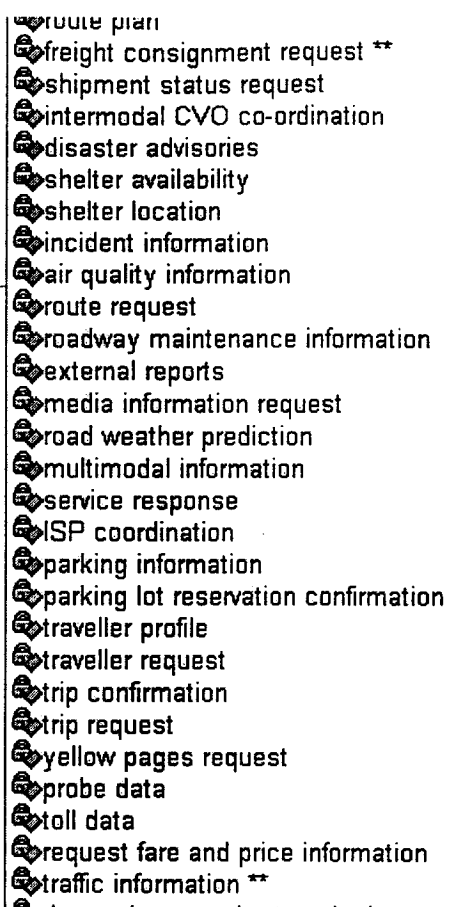 route plan
freight consignment request **
shipment status request
intermodal CVO co-ordination
disaster advisories
shelter availability
shelter location
incident information
air quality information
route request
roadway maintenance information
external reports
media information request
road weather prediction
multimodal information
service response
ISP coordination
parking information
parking lot reservation confirmation
traveller profile
traveller request
trip confirmation
trip request
yellow pages request
probe data
toll data
request fare and price information
traffic information **